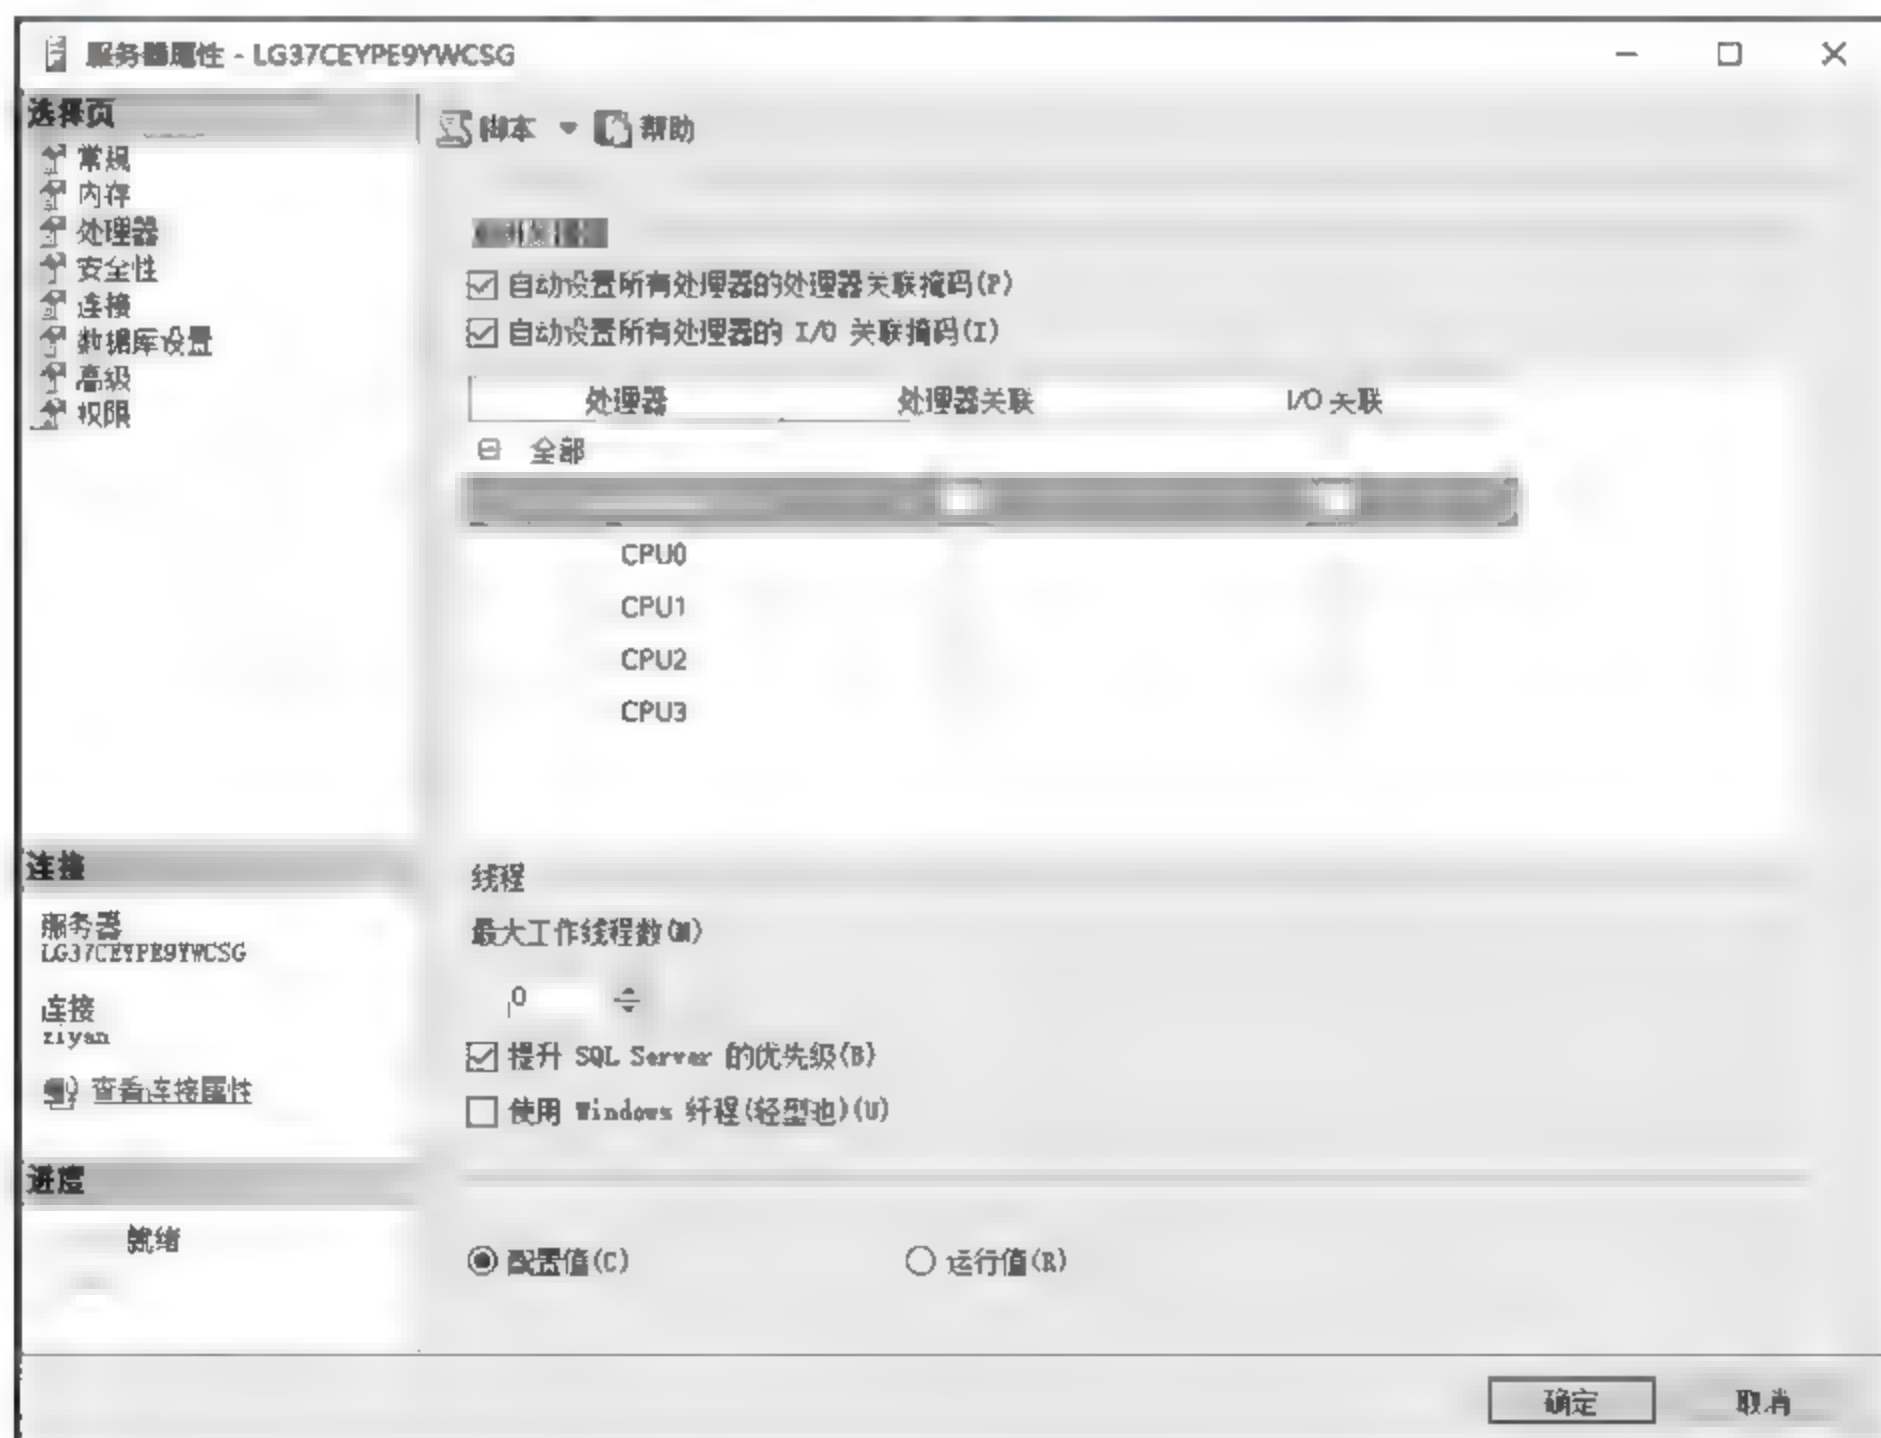 服务器属性 - LG37CEYPE9YWCSG
选择页
常规
内存
处理器
安全性
连接
数据库设置
高级
权限
脚本 帮助
自动设置所有处理器的处理器关联掩码(P)
自动设置所有处理器的 I/O 关联掩码(I)
处理器 处理器关联 I/O 关联
全部
CPU0
CPU1
CPU2
CPU3
连接
服务器
LG37CEYPE9YWCSG
连接
ziyan
查看连接属性
进度
就绪
线程
最大工作线程数(M)
0
提升 SQL Server 的优先级(B)
使用 Windows 纤程(轻型池)(U)
配置值(C) 运行值(R)
确定 取消